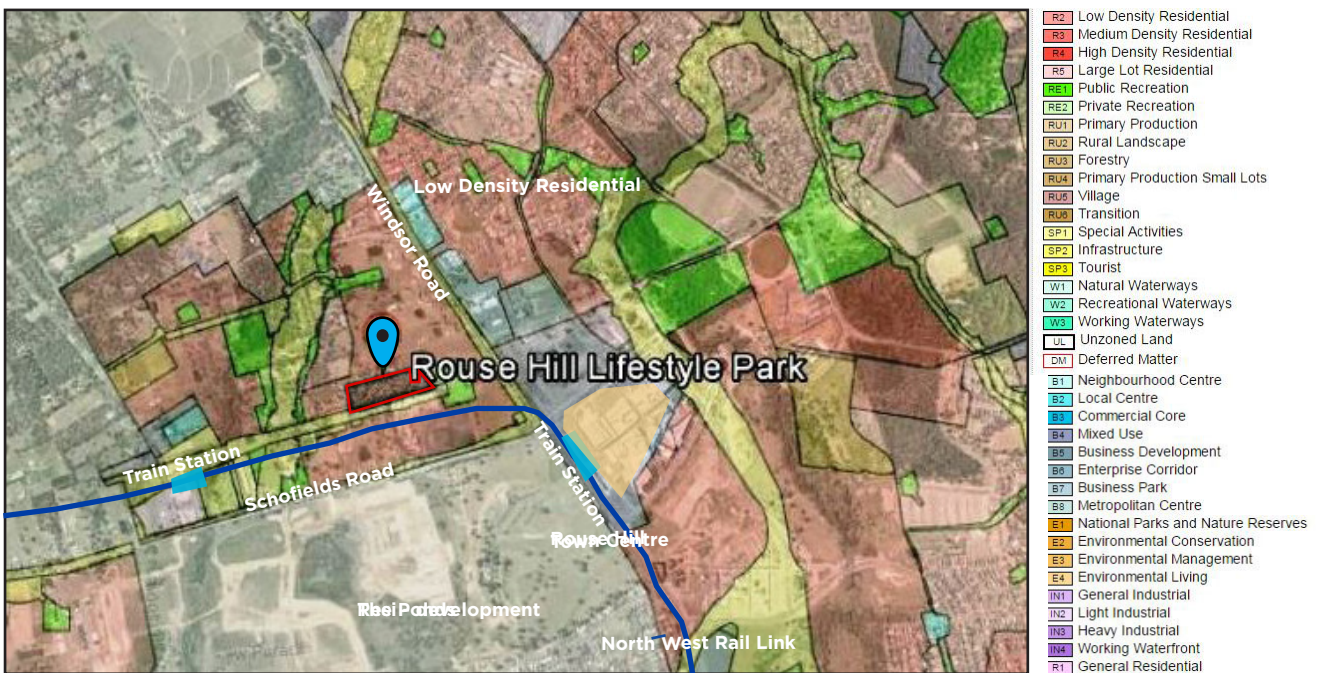 Low Density Residential
Windsor Road
Rouse Hill Lifestyle Park
Train Station
Train Station
Schofields Road
Rouse Hill
Town Centre
The Ponds
North West Rail Link
R2 Low Density Residential
R3 Medium Density Residential
R4 High Density Residential
R5 Large Lot Residential
RE1 Public Recreation
RE2 Private Recreation
RU1 Primary Production
RU2 Rural Landscape
RU3 Forestry
RU4 Primary Production Small Lots
RU5 Village
RU6 Transition
SP1 Special Activities
SP2 Infrastructure
SP3 Tourist
W1 Natural Waterways
W2 Recreational Waterways
W3 Working Waterways
UL Unzoned Land
DM Deferred Matter
B1 Neighbourhood Centre
B2 Local Centre
B3 Commercial Core
B4 Mixed Use
B5 Business Development
B6 Enterprise Corridor
B7 Business Park
B8 Metropolitan Centre
E1 National Parks and Nature Reserves
E2 Environmental Conservation
E3 Environmental Management
E4 Environmental Living
IN1 General Industrial
IN2 Light Industrial
IN3 Heavy Industrial
IN4 Working Waterfront
R1 General Residential